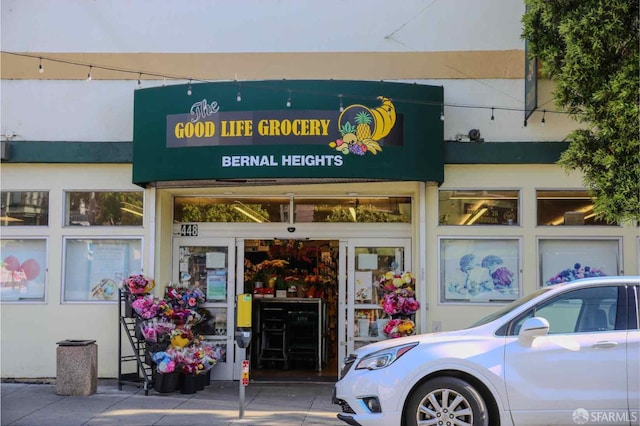 The
GOOD LIFE GROCERY
BERNAL HEIGHTS
448
SFARMLS